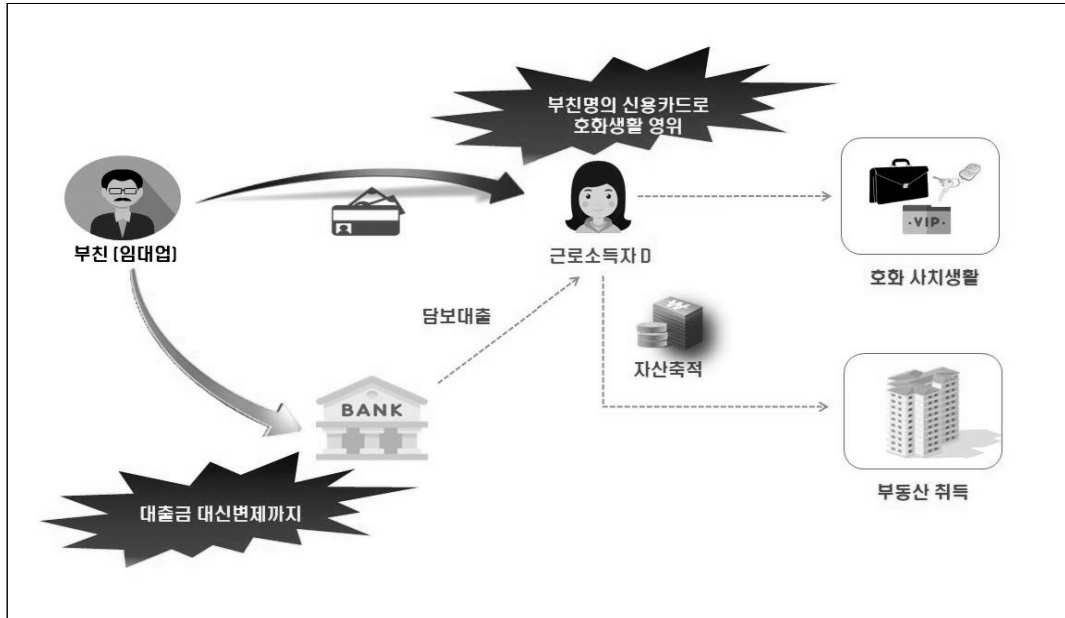 부친명의 신용카드로
호화생활 영위
부친 (임대업)
근로소득자 D
VIP
호화 사치생활
담보대출
₩
자산축적
BANK
부동산 취득
대출금 대신변제까지